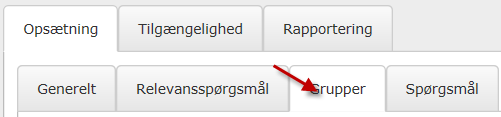 Opsætning Tilgængelighed Rapportering
Generelt Relevansspørgsmål Grupper Spørgsmål